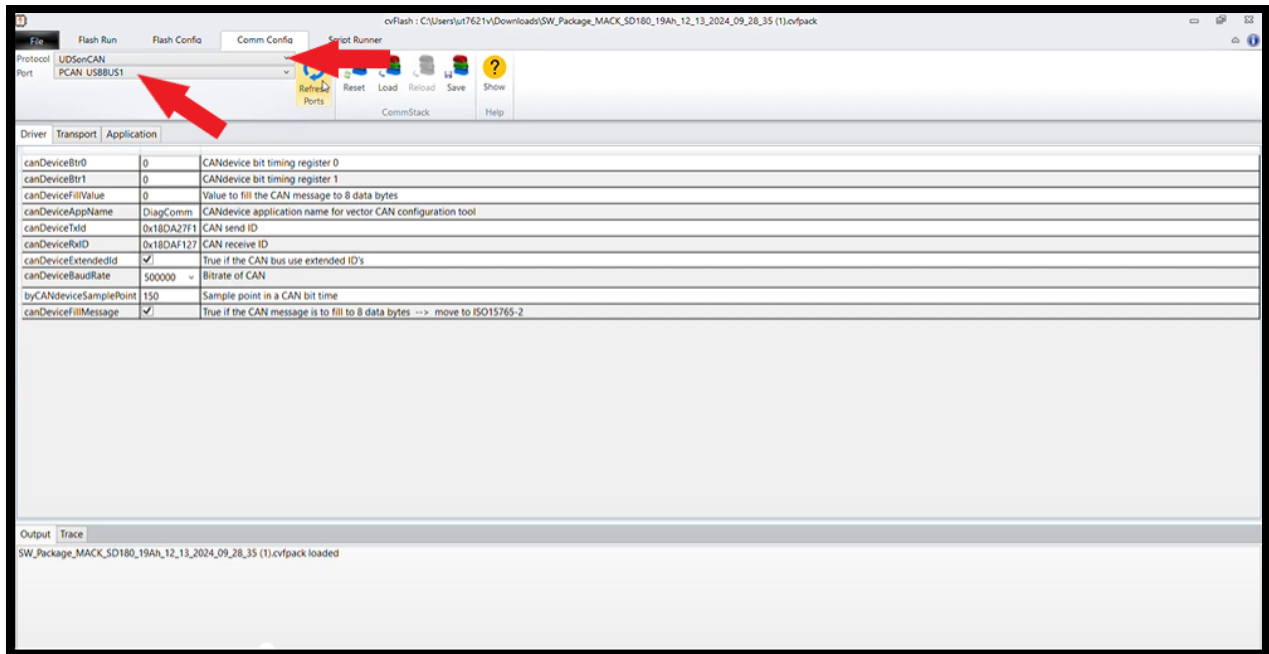 cvFlash : C:\Users\ut7621v\Downloads\SW_Package_MACK_SD180_19Ah_12_13_2024_09_28_35 (1).cvfpack
File Flash Run Flash Config Comm Config Script Runner
Protocol UDSonCAN
Port PCAN_USBBUS1
Refresh Ports
Reset Load Reload Save Show
CommStack Help
Driver Transport Application
canDeviceBtr0 0 CANdevice bit timing register 0
canDeviceBtr1 0 CANdevice bit timing register 1
canDeviceFillValue 0 Value to fill the CAN message to 8 data bytes
canDeviceAppName DiagComm CANdevice application name for vector CAN configuration tool
canDeviceTxId 0x18DA27F1 CAN send ID
canDeviceRxID 0x18DAF127 CAN receive ID
canDeviceExtendedId True if the CAN bus use extended ID's
canDeviceBaudRate 500000 Bitrate of CAN
byCANdeviceSamplePoint 150 Sample point in a CAN bit time
canDeviceFillMessage True if the CAN message is to fill to 8 data bytes --> move to ISO15765-2
Output Trace
SW_Package_MACK_SD180_19Ah_12_13_2024_09_28_35 (1).cvfpack loaded